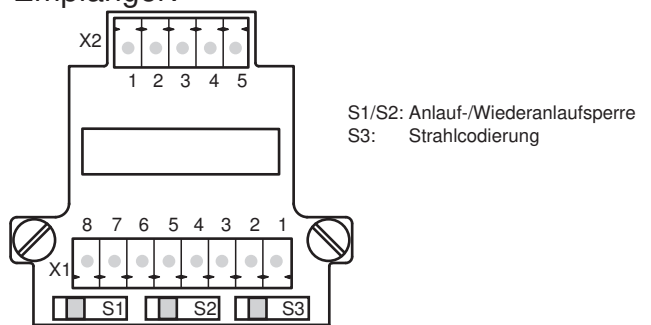 Empfänger:
X2
1 2 3 4 5
S1/S2: Anlauf-/Wiederanlaufsperre
S3: Strahlcodierung
8 7 6 5 4 3 2 1
X1
S1 S2 S3